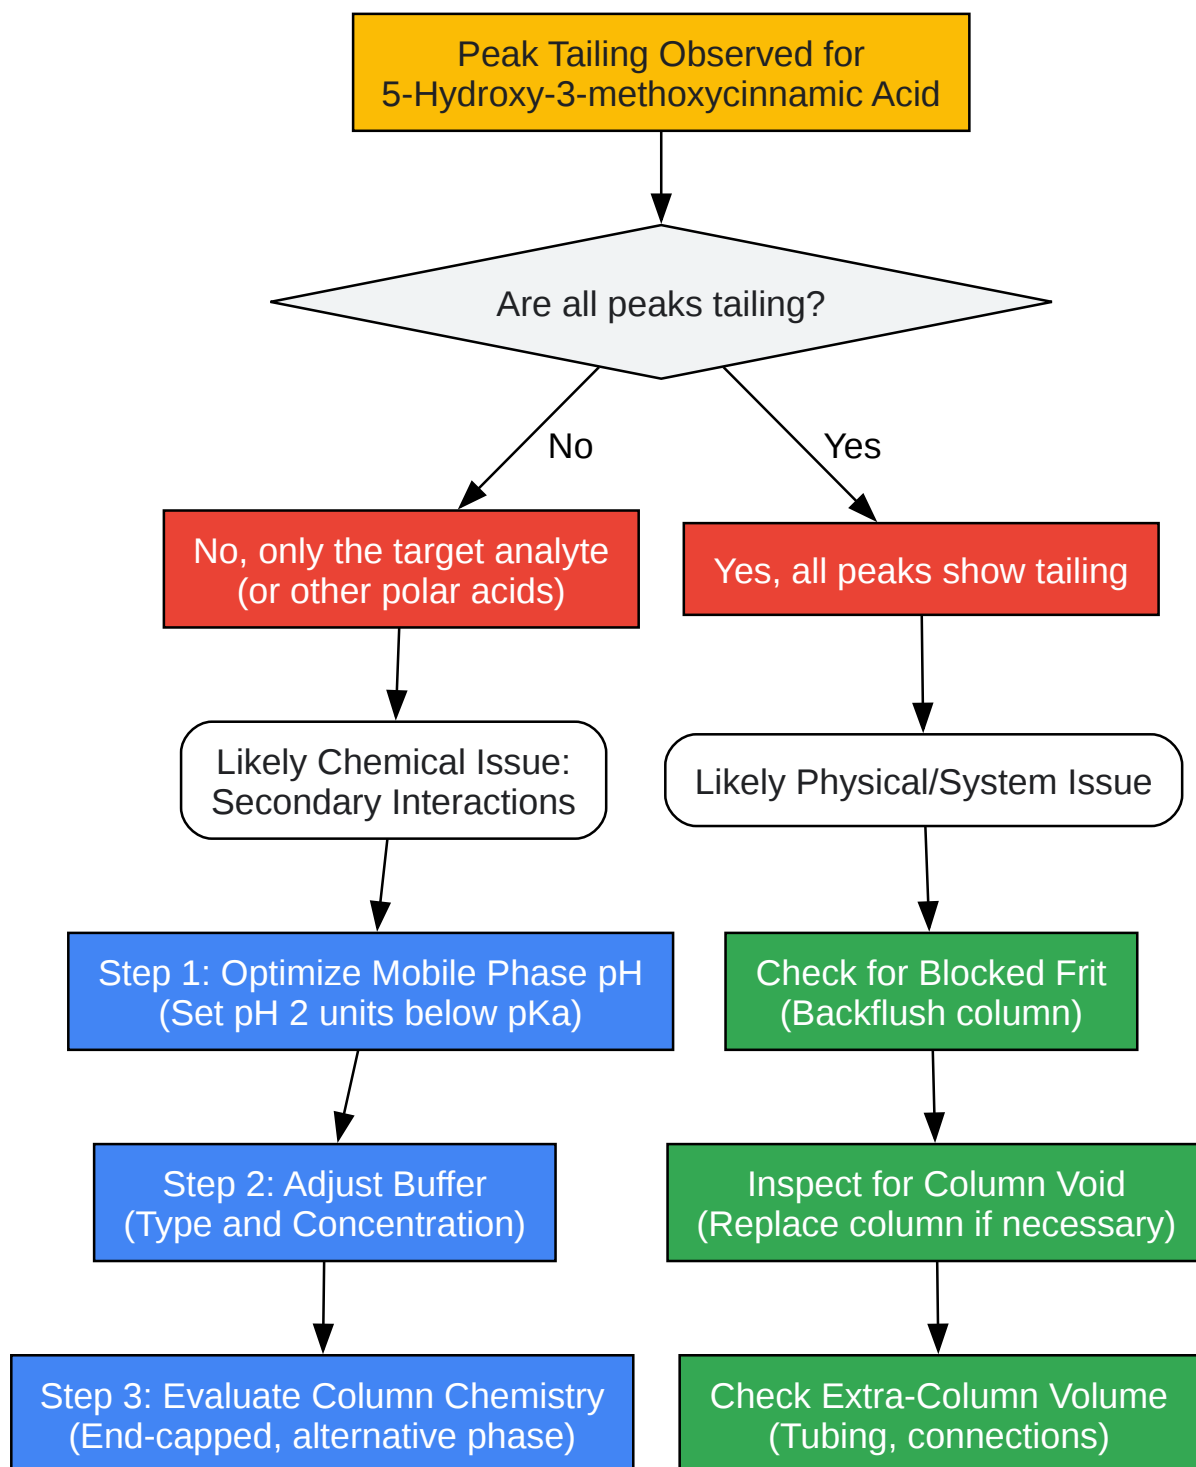 Peak Tailing Observed for
5-Hydroxy-3-methoxycinnamic Acid
Are all peaks tailing?
No
Yes
No, only the target analyte
(or other polar acids)
Yes, all peaks show tailing
Likely Chemical Issue:
Secondary Interactions
Likely Physical/System Issue
Step 1: Optimize Mobile Phase pH
(Set pH 2 units below pKa)
Check for Blocked Frit
(Backflush column)
Step 2: Adjust Buffer
(Type and Concentration)
Inspect for Column Void
(Replace column if necessary)
Step 3: Evaluate Column Chemistry
(End-capped, alternative phase)
Check Extra-Column Volume
(Tubing, connections)